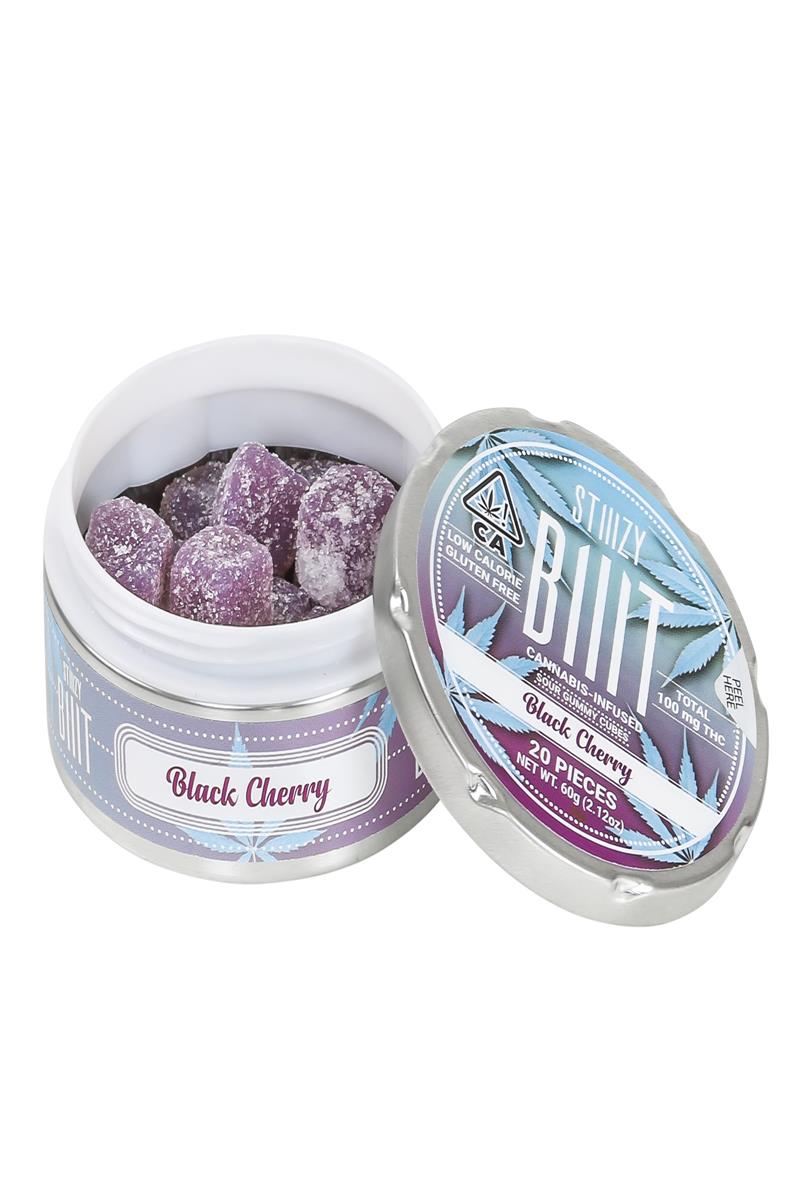 STIIIZY
BIIIT
Black Cherry
CA
LOW CALORIE
GLUTEN FREE
STIIIZY
BIIIT
CANNABIS-INFUSED
SOUR GUMMY CUBES
Black Cherry
20 PIECES
NET WT. 60g (2.12oz)
TOTAL
100 mg THC
PEEL
HERE